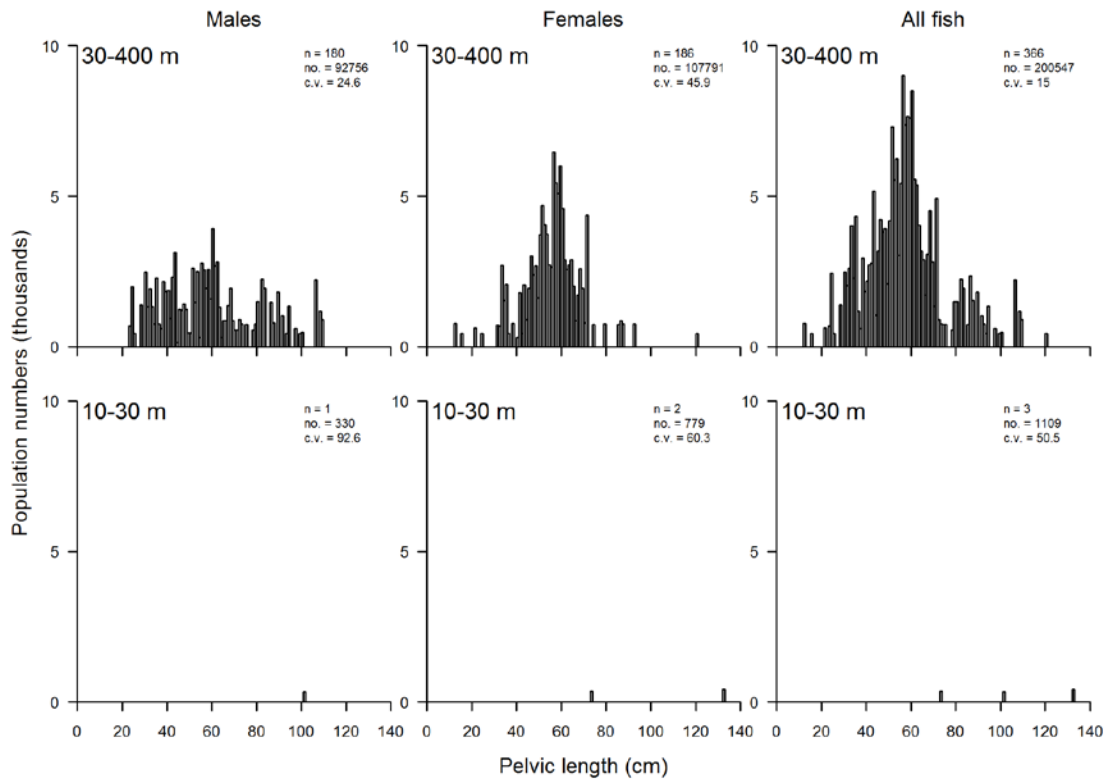 Males
Females
All fish
30-400 m
n = 180
no. = 92756
c.v. = 24.6
30-400 m
n = 186
no. = 107791
c.v. = 45.9
30-400 m
n = 366
no. = 200547
c.v. = 15
10
5
0
10
5
0
10
5
0
10-30 m
n = 1
no. = 330
c.v. = 92.6
10-30 m
n = 2
no. = 779
c.v. = 60.3
10-30 m
n = 3
no. = 1109
c.v. = 50.5
10
5
0
10
5
0
10
5
0
0 20 40 60 80 100 120 140
0 20 40 60 80 100 120 140
0 20 40 60 80 100 120 140
Population numbers (thousands)
Pelvic length (cm)